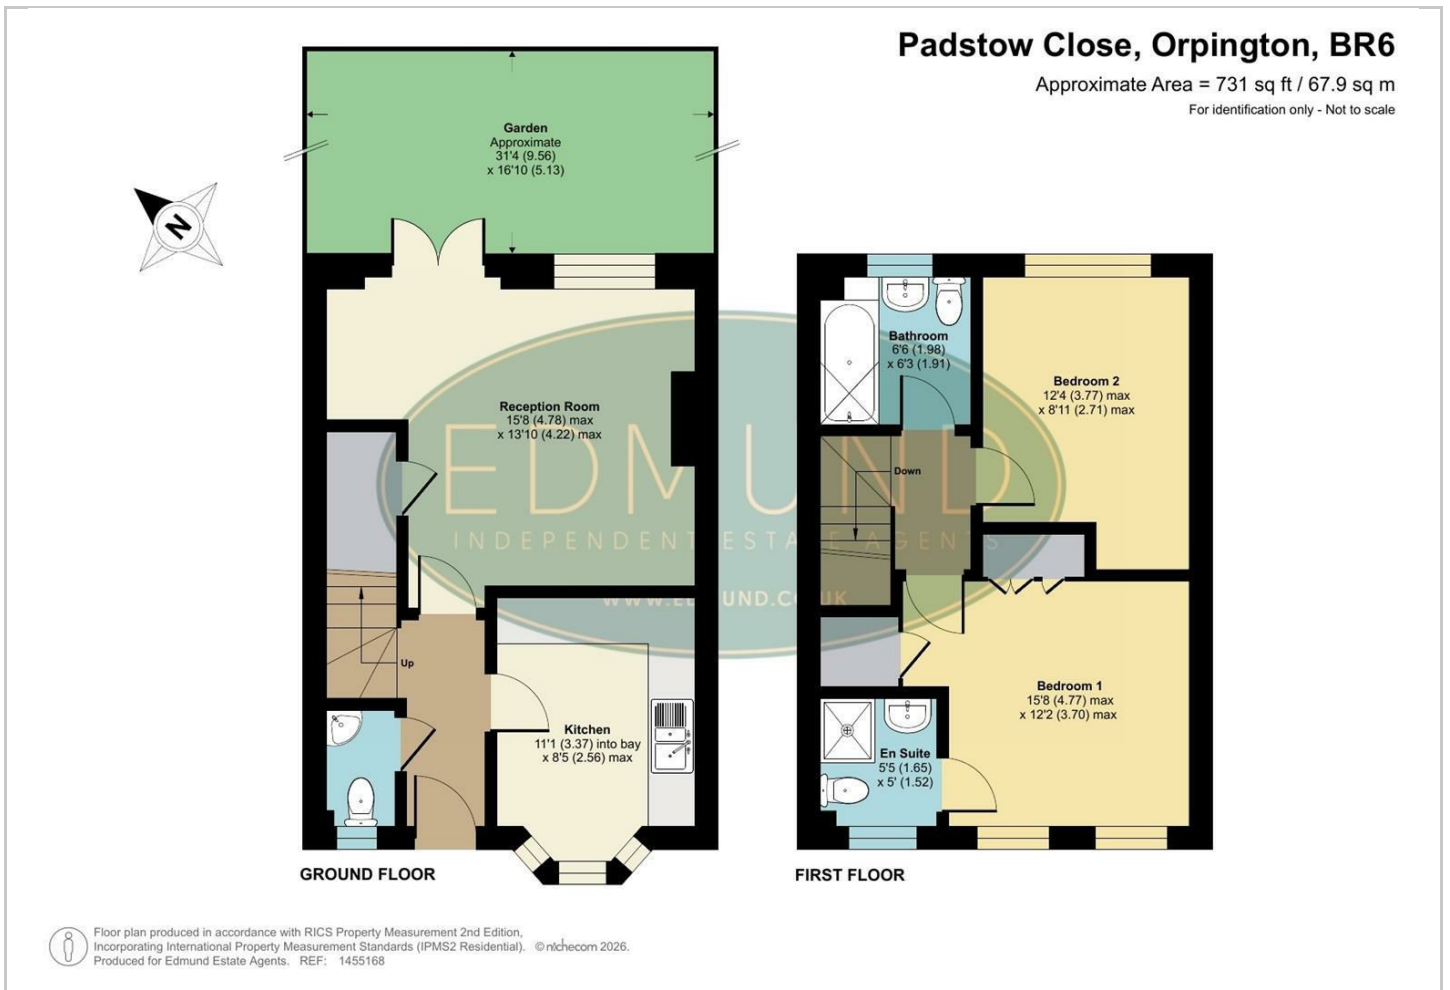 Padstow Close, Orpington, BR6
Approximate Area = 731 sq ft / 67.9 sq m
For identification only - Not to scale
Garden
Approximate
31'4 (9.56)
x 16'10 (5.13)
N
Reception Room
15'8 (4.78) max
x 13'10 (4.22) max
Up
Kitchen
11'1 (3.37) into bay
x 8'5 (2.56) max
GROUND FLOOR
Bathroom
6'6 (1.98)
x 6'3 (1.91)
Bedroom 2
12'4 (3.77) max
x 8'11 (2.71) max
Down
Bedroom 1
15'8 (4.77) max
x 12'2 (3.70) max
En Suite
5'5 (1.65)
x 5' (1.52)
FIRST FLOOR
EDMUND
INDEPENDENT ESTATE AGENTS
WWW.EDMUND.CO.UK
Floor plan produced in accordance with RICS Property Measurement 2nd Edition,
Incorporating International Property Measurement Standards (IPMS2 Residential). © nichecom 2026.
Produced for Edmund Estate Agents. REF: 1455168